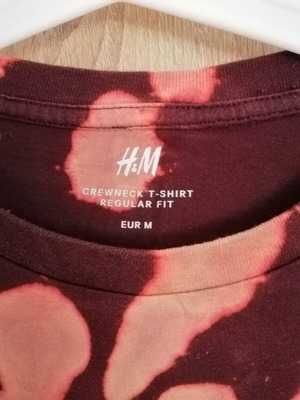 H&M
CREWNECK T-SHIRT
REGULAR FIT
EUR M